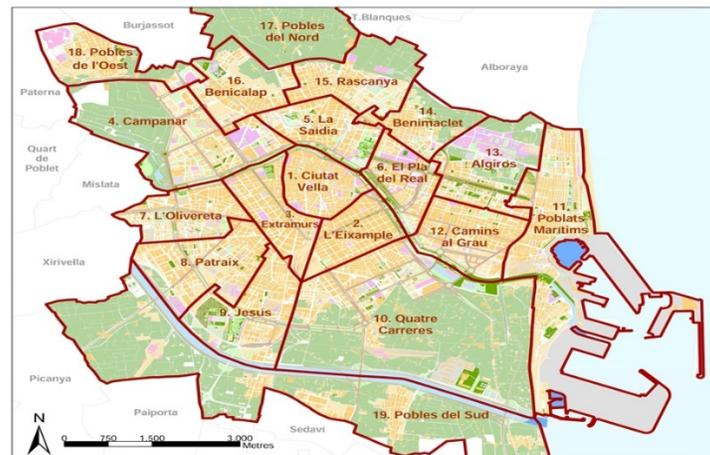 T.Blanques
Burjassot
17. Pobles
del Nord
18. Pobles
de l'Oest
Alboraya
16.
Benicalap
15. Rascanya
Paterna
4. Campanar
5. La
Saidia
14.
Benimaclet
13.
Algirós
Quart
de
Poblet
Mislata
1. Ciutat
Vella
6. El Pla
del Real
7. L'Olivereta
3.
Extramurs
2.
L'Eixample
12. Camins
al Grau
11.
Poblats
Marítims
Xirivella
8. Patraix
9. Jesús
10. Quatre
Carreres
Picanya
Paiporta
Sedaví
19. Pobles del Sud
N
0 750 1.500 3.000
Metres